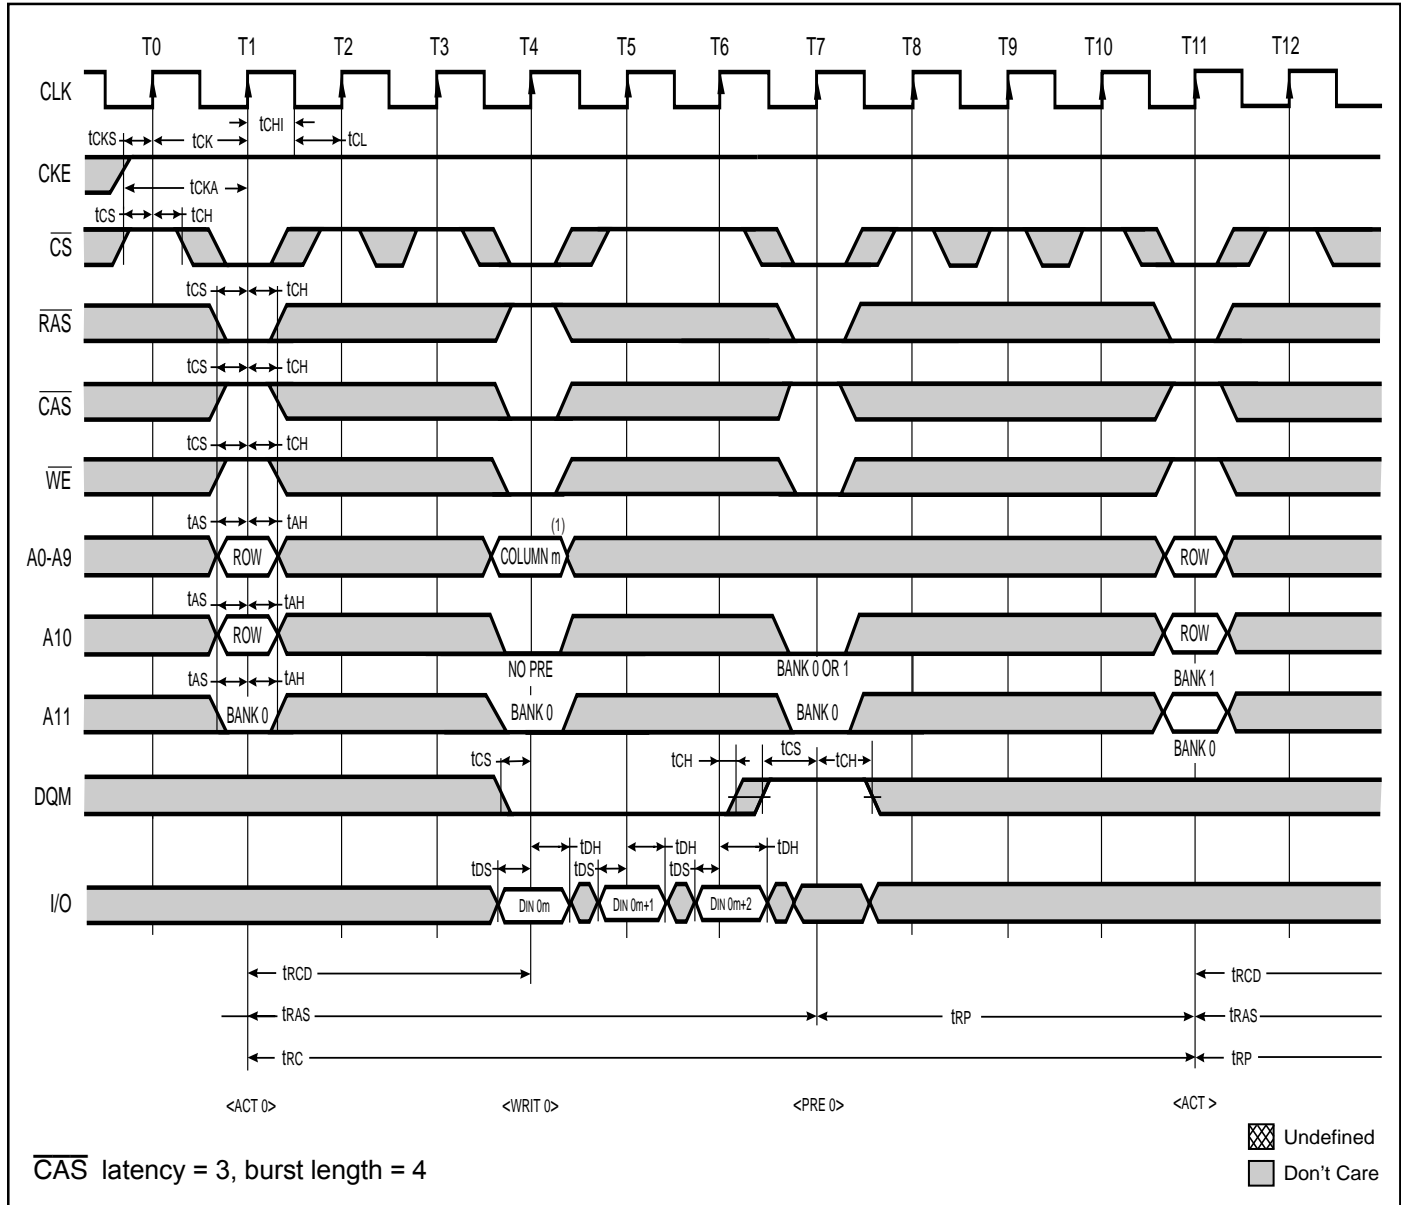 T0 T1 T2 T3 T4 T5 T6 T7 T8 T9 T10 T11 T12
CLK
tCHI
tCKS tCK tCL
CKE
tCKA
tCS tCH
CS
tCS tCH
RAS
tCS tCH
CAS
tCS tCH
WE
tAS tAH (1)
A0-A9 ROW COLUMN m ROW
tAS tAH
A10 ROW ROW
NO PRE BANK 0 OR 1 BANK 1
tAS tAH
A11 BANK 0 BANK 0 BANK 0
BANK 0
tCS tCH tCS tCH
DQM
tDH tDH tDH
tDS tDS tDS
I/O DIN 0m DIN 0m+1 DIN 0m+2
tRCD tRCD
tRAS tRP tRAS
tRC tRP
<ACT 0> <WRIT 0> <PRE 0> <ACT >
Undefined
CAS latency = 3, burst length = 4
Don't Care